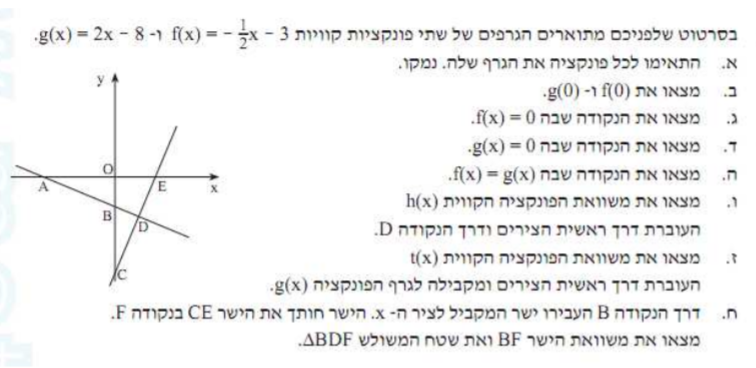 בסרטוט שלפניכם מתוארים הגרפים של שתי פונקציות קוויות f(x) = - 1/2x - 3 ו- g(x) = 2x - 8.
א. התאימו לכל פונקציה את הגרף שלה. נמקו.
ב. מצאו את f(0) ו- g(0).
ג. מצאו את הנקודה שבה f(x) = 0.
ד. מצאו את הנקודה שבה g(x) = 0.
ה. מצאו את הנקודה שבה f(x) = g(x).
ו. מצאו את משוואת הפונקציה הקווית h(x)
העוברת דרך ראשית הצירים ודרך הנקודה D.
ז. מצאו את משוואת הפונקציה הקווית t(x)
העוברת דרך ראשית הצירים ומקבילה לגרף הפונקציה g(x).
ח. דרך הנקודה B העבירו ישר המקביל לציר ה- x. הישר חותך את הישר CE בנקודה F.
מצאו את משוואת הישר BF ואת שטח המשולש ΔBDF.
y
O
A
E
x
B
D
C